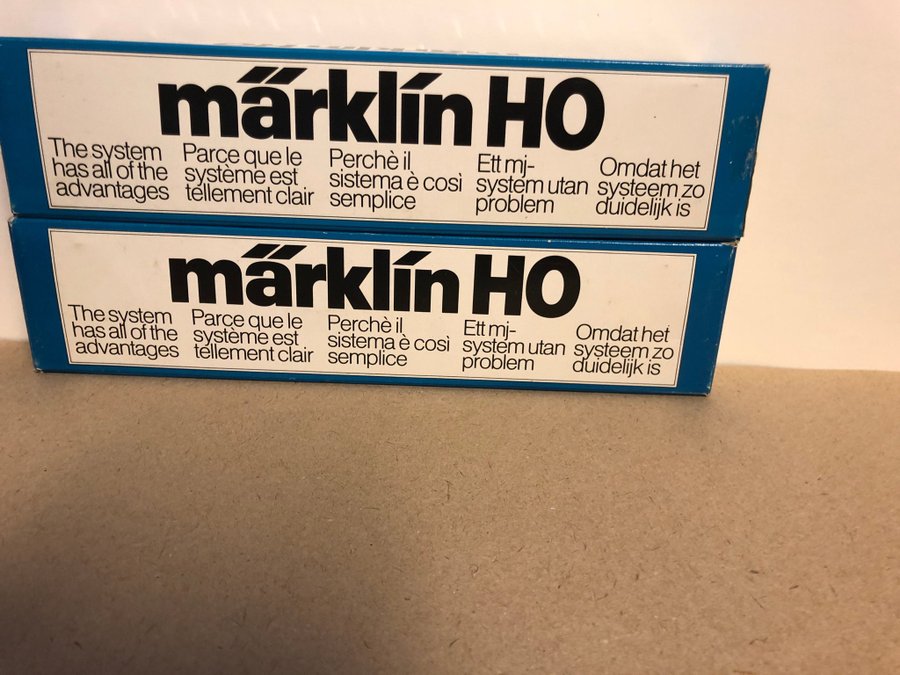 märklin HO
The system
has all of the
advantages
Parce que le
système est
tellement clair
Perchè il
sistema è così
semplice
Ett mj-
system utan
problem
Omdat het
systeem zo
duidelijk is
märklin HO
The system
has all of the
advantages
Parce que le
système est
tellement clair
Perchè il
sistema è così
semplice
Ett mj-
system utan
problem
Omdat het
systeem zo
duidelijk is